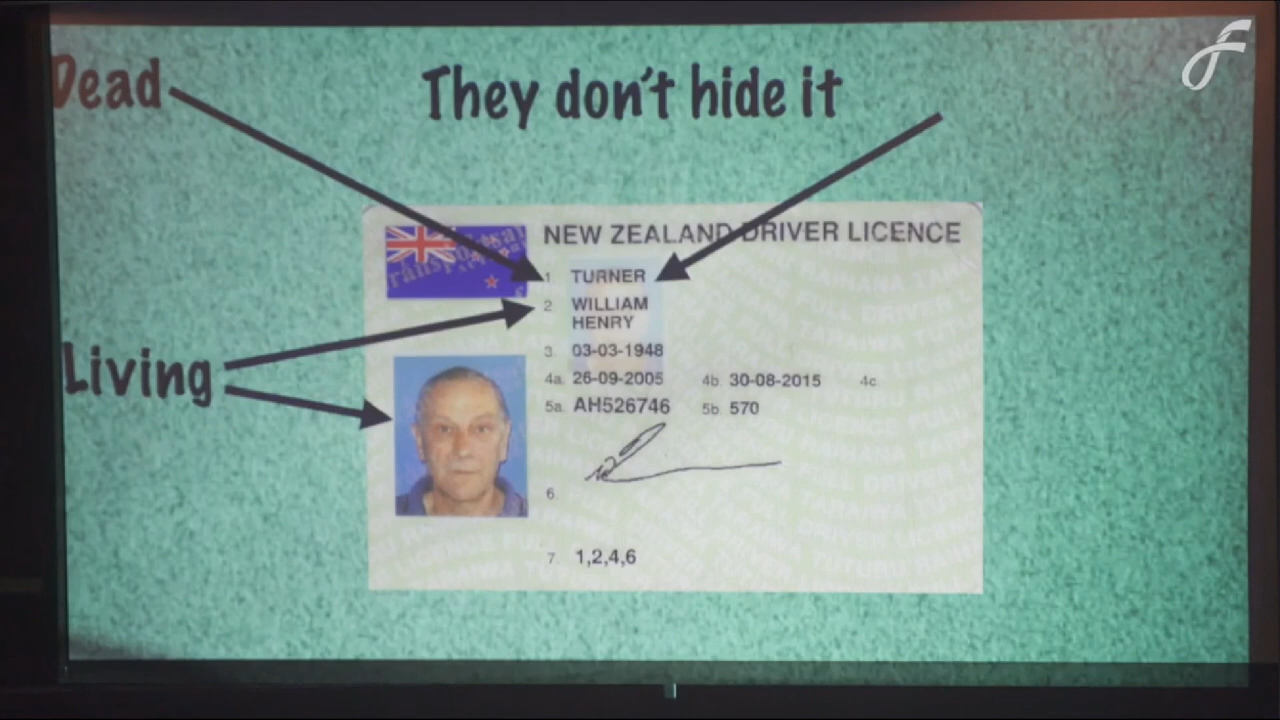 Dead
They don't hide it
NEW ZEALAND DRIVER LICENCE
1 TURNER
2. WILLIAM
HENRY
3. 03-03-1948
4a. 26-09-2005 4b 30-08-2015 4c
5a. AH526746 5b. 570
Living
6.
7. 1,2,4,6